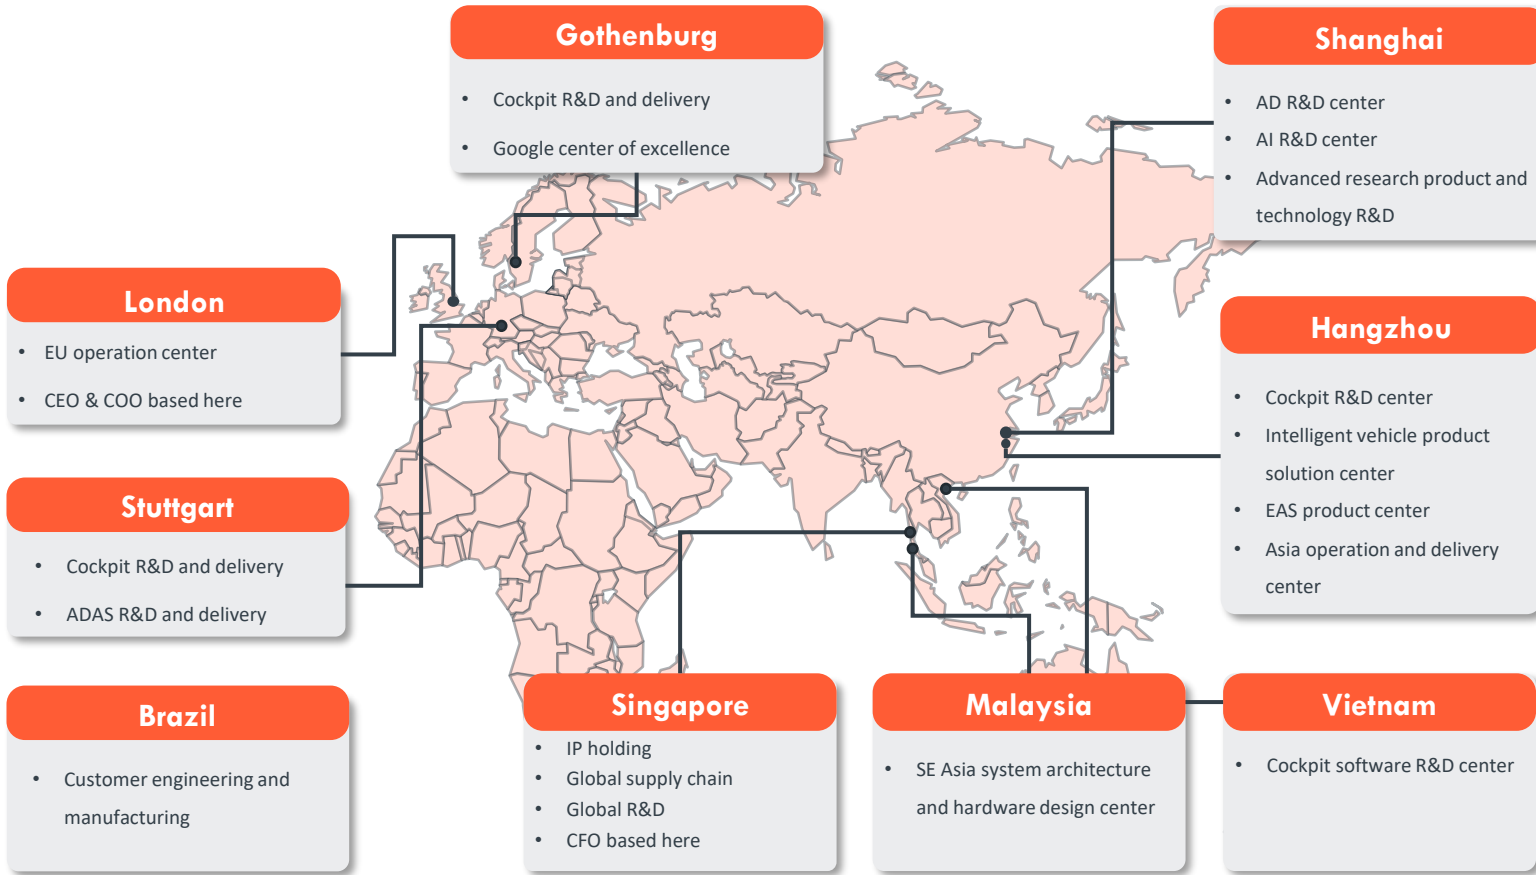 Gothenburg
• Cockpit R&D and delivery
• Google center of excellence
Shanghai
• AD R&D center
• AI R&D center
• Advanced research product and
technology R&D
London
• EU operation center
• CEO & COO based here
Hangzhou
• Cockpit R&D center
• Intelligent vehicle product
solution center
• EAS product center
• Asia operation and delivery
center
Stuttgart
• Cockpit R&D and delivery
• ADAS R&D and delivery
Brazil
• Customer engineering and
manufacturing
Singapore
• IP holding
• Global supply chain
• Global R&D
• CFO based here
Malaysia
• SE Asia system architecture
and hardware design center
Vietnam
• Cockpit software R&D center